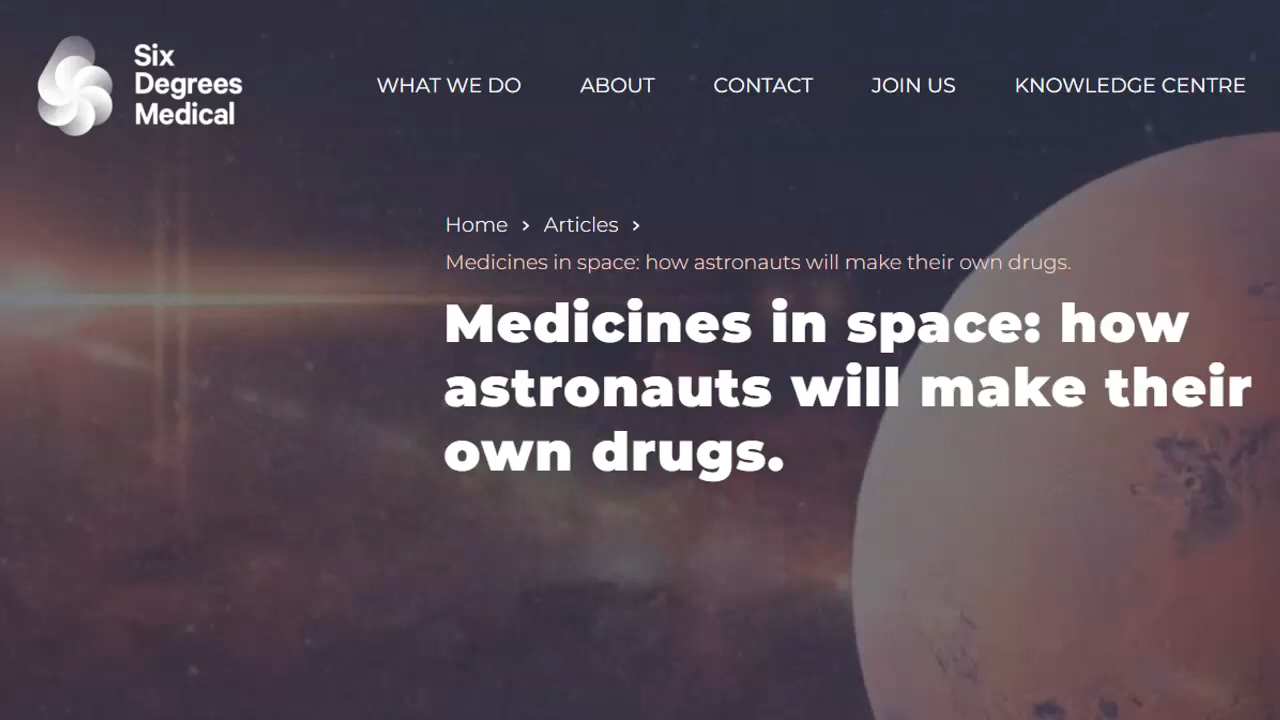 Six
Degrees
Medical
WHAT WE DO ABOUT CONTACT JOIN US KNOWLEDGE CENTRE
Home > Articles >
Medicines in space: how astronauts will make their own drugs.
Medicines in space: how
astronauts will make their
own drugs.